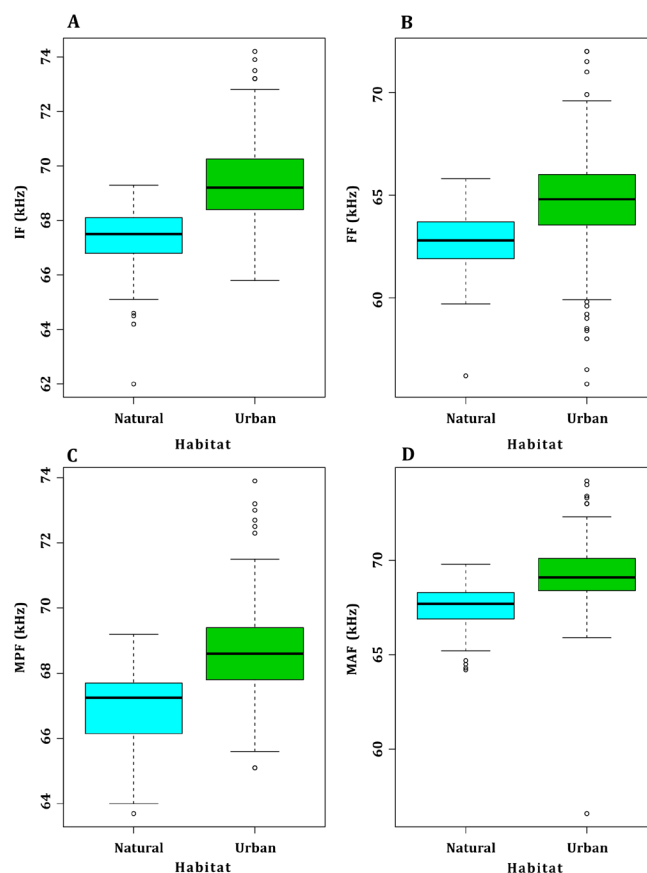 A
IF (kHz)
74
72
70
68
66
64
62
Natural
Urban
Habitat
B
FF (kHz)
70
65
60
Natural
Urban
Habitat
C
MPF (kHz)
74
72
70
68
66
64
Natural
Urban
Habitat
D
MAF (kHz)
70
65
60
Natural
Urban
Habitat